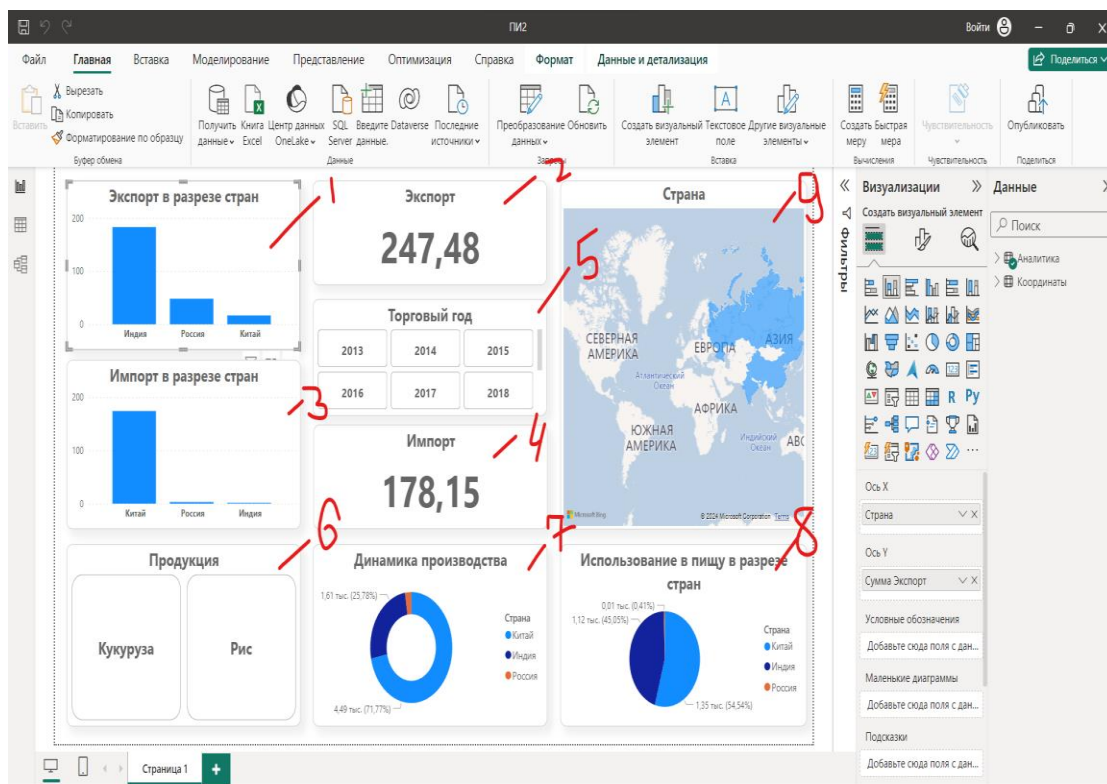 ПИ2
Войти
Файл Главная Вставка Моделирование Представление Оптимизация Справка Формат Данные и детализация Поделиться
Вставить
Вырезать
Копировать
Форматирование по образцу
Буфер обмена
Получить данные
Книга Excel
Центр данных OneLake
SQL Server
Введите данные.
Dataverse
Последние источники
Данные
Преобразование данных
Обновить
Запросы
Создать визуальный элемент
Текстовое поле
Другие визуальные элементы
Вставка
Создать меру
Быстрая мера
Вычисления
Чувствительность
Чувствительность
Опубликовать
Поделиться
Экспорт в разрезе стран
1
200
100
0
Индия Россия Китай
Экспорт
2
247,48
Страна
9
СЕВЕРНАЯ АМЕРИКА
ЕВРОПА
АЗИЯ
Атлантический Океан
АФРИКА
ЮЖНАЯ АМЕРИКА
Индийский Океан
АВС
Microsoft Bing
© 2024 Microsoft Corporation Terms
Торговый год
5
2013 2014 2015
2016 2017 2018
Импорт в разрезе стран
3
200
100
0
Китай Россия Индия
Импорт
4
178,15
Продукция
6
Кукуруза Рис
Динамика производства
7
1,61 тыс. (25,78%)
4,49 тыс. (71,77%)
Страна
Китай
Индия
Россия
Использование в пищу в разрезе
стран
8
0,01 тыс. (0,41%)
1,12 тыс. (45,05%)
1,35 тыс. (54,54%)
Страна
Китай
Индия
Россия
Фильтры
Визуализации
Создать визуальный элемент
R Py
123
Ось X
Страна
Ось Y
Сумма Экспорт
Условные обозначения
Добавьте сюда поля с дан...
Маленькие диаграммы
Добавьте сюда поля с дан...
Подсказки
Добавьте сюда поля с дан...
Данные
Поиск
Аналитика
Координаты
Страница 1